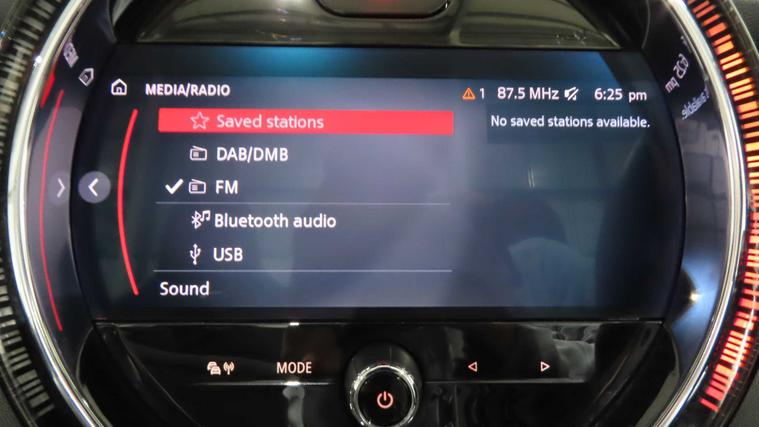 MEDIA/RADIO
1 87.5 MHz 6:25 pm
Saved stations
No saved stations available.
DAB/DMB
FM
Bluetooth audio
USB
Sound
MODE